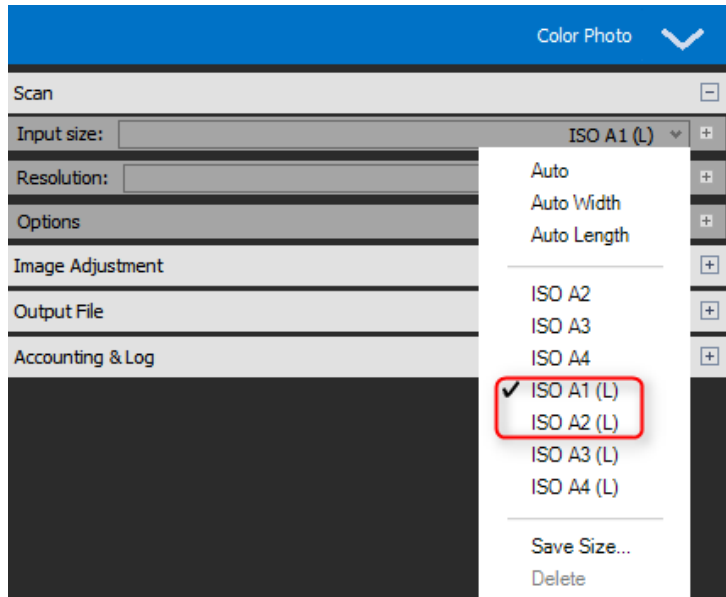 Color Photo
Scan
Input size: ISO A1 (L)
Resolution:
Options
Image Adjustment
Output File
Accounting & Log
Auto
Auto Width
Auto Length
ISO A2
ISO A3
ISO A4
ISO A1 (L)
ISO A2 (L)
ISO A3 (L)
ISO A4 (L)
Save Size...
Delete